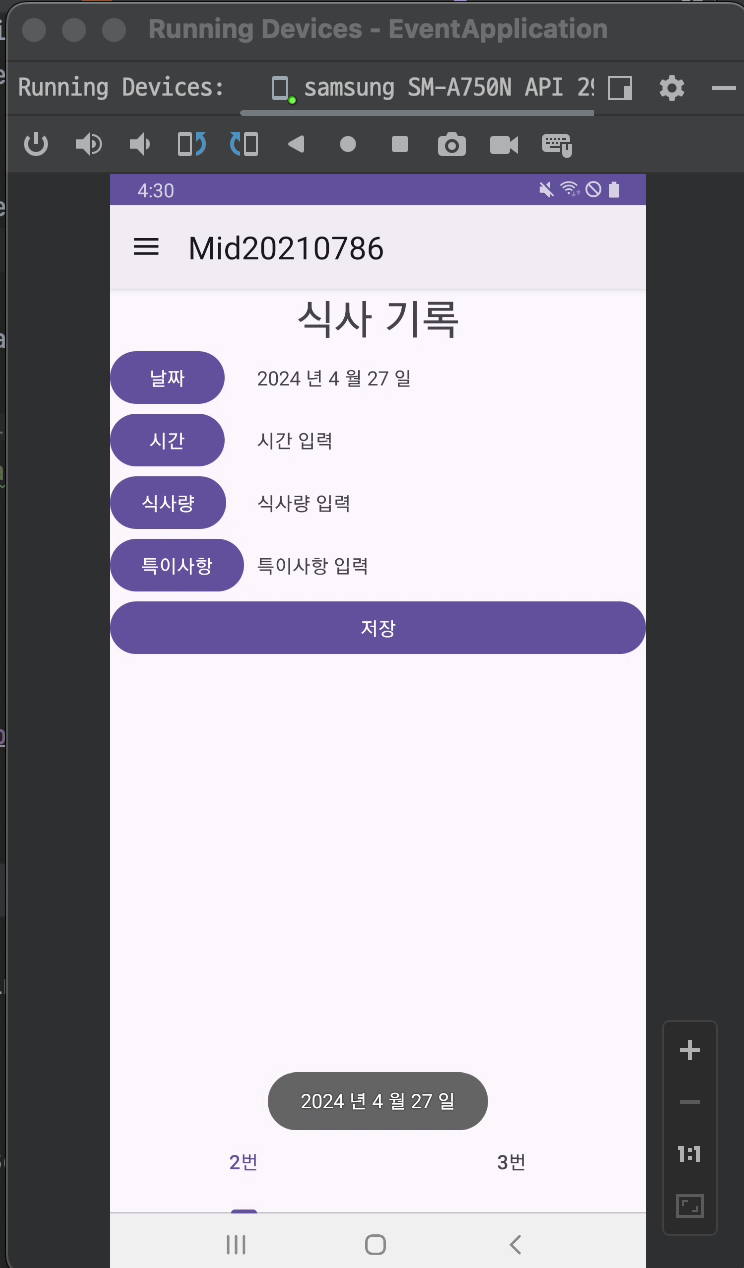 Running Devices - EventApplication
Running Devices: samsung SM-A750N API 29
4:30
Mid20210786
식사 기록
날짜 2024 년 4 월 27 일
시간 시간 입력
식사량 식사량 입력
특이사항 특이사항 입력
저장
2024 년 4 월 27 일
2번 3번
1:1